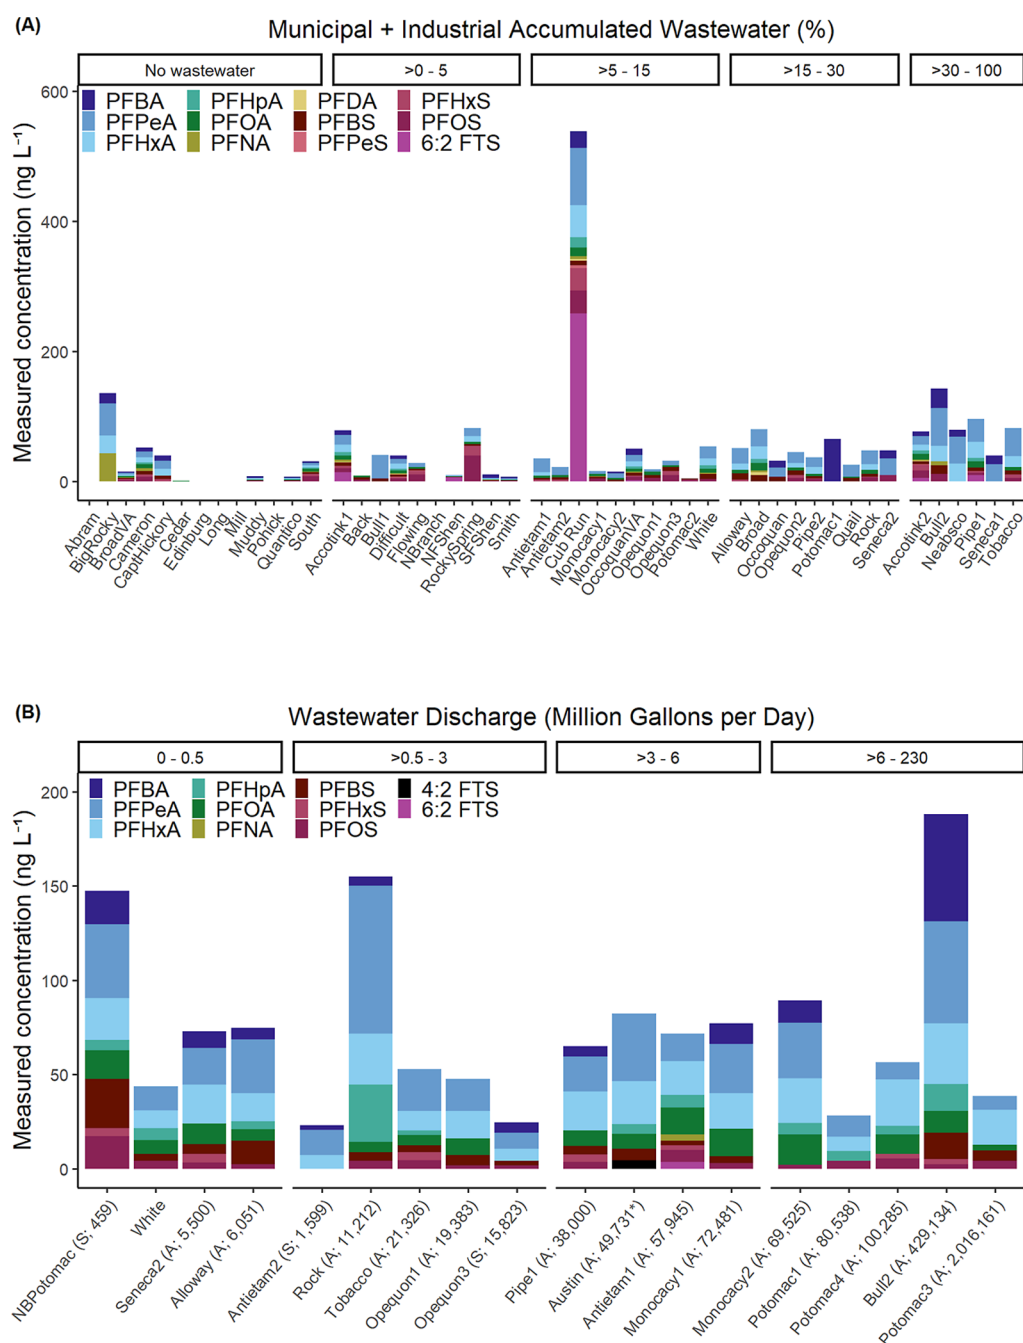 (A)
Municipal + Industrial Accumulated Wastewater (%)
No wastewater >0 - 5 >5 - 15 >15 - 30 >30 - 100
PFBA PFHpA PFDA PFHxS
PFPeA PFOA PFBS PFOS
PFHxA PFNA PFPeS 6:2 FTS
Measured concentration (ng L⁻¹)
600
400
200
0
Abram BigRocky BroadVA Cameron CaptHickory Cedar Edinburg Long Mill Muddy Pohick Quantico South Accotink1 Back Bull1 Difficult Flowing NBranch NFShen RockySpring SFShen Smith Antietam1 Antietam2 Cub Run Monocacy1 Monocacy2 OccoquanVA Opequon1 Opequon3 Potomac2 White Alloway Broad Occoquan Opequon2 Pipe2 Potomac1 Quail Rock Seneca2 Accotink2 Bull2 Neabsco Pipe1 Seneca1 Tobacco
(B)
Wastewater Discharge (Million Gallons per Day)
0 - 0.5 >0.5 - 3 >3 - 6 >6 - 230
PFBA PFHpA PFBS 4:2 FTS
PFPeA PFOA PFHxS 6:2 FTS
PFHxA PFNA PFOS
Measured concentration (ng L⁻¹)
200
150
100
50
0
NBPotomac (S; 459) White Seneca2 (A; 5,500) Alloway (A; 6,051) Antietam2 (S; 1,599) Rock (A; 11,212) Tobacco (A; 21,326) Opequon1 (A; 19,383) Opequon3 (S; 15,823) Pipe1 (A; 38,000) Austin (A; 49,731*) Antietam1 (A; 57,945) Monocacy1 (A; 72,481) Monocacy2 (A; 69,525) Potomac1 (A; 80,538) Potomac4 (A; 100,285) Bull2 (A; 429,134) Potomac3 (A; 2,016,161)